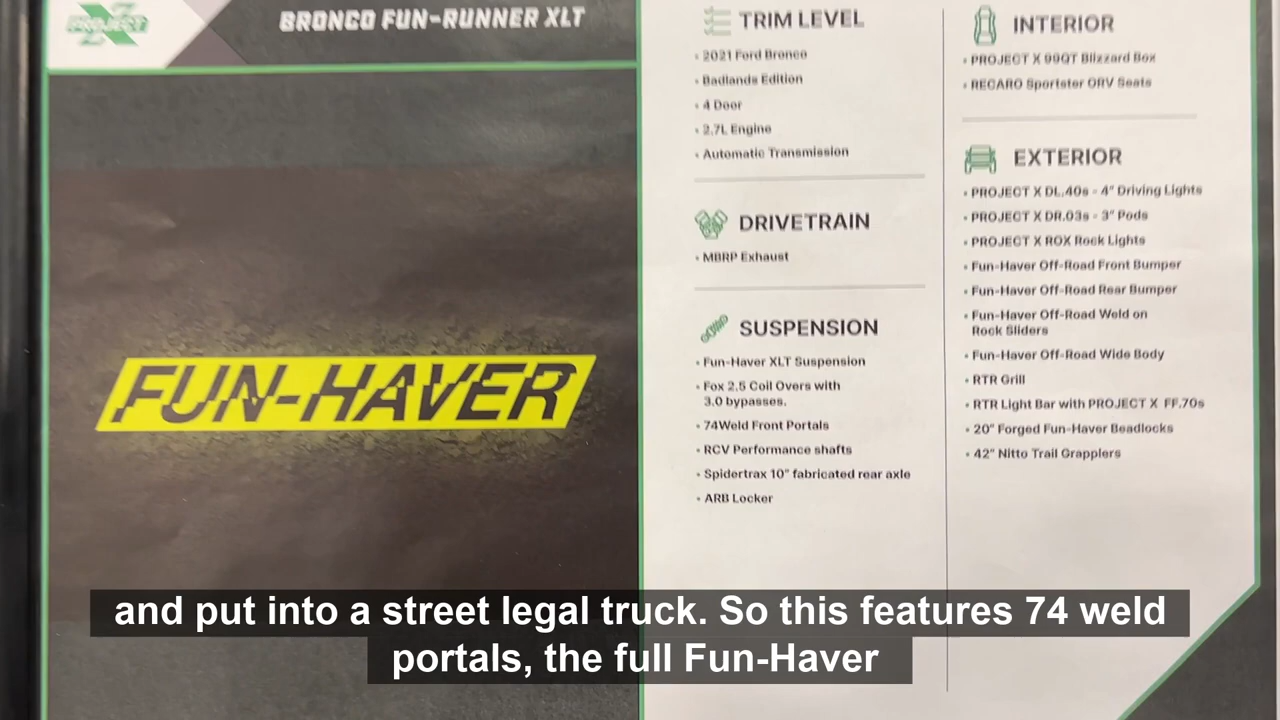 PROJECT X
BRONCO FUN-RUNNER XLT
FUN-HAVER
TRIM LEVEL
• 2021 Ford Bronco
• Badlands Edition
• 4 Door
• 2.7L Engine
• Automatic Transmission
DRIVETRAIN
• MBRP Exhaust
SUSPENSION
• Fun-Haver XLT Suspension
• Fox 2.5 Coil Overs with
3.0 bypasses.
• 74Weld Front Portals
• RCV Performance shafts
• Spidertrax 10" fabricated rear axle
• ARB Locker
INTERIOR
• PROJECT X 99QT Blizzard Box
• RECARO Sportster ORV Seats
EXTERIOR
• PROJECT X DL.40s - 4" Driving Lights
• PROJECT X DR.03s - 3" Pods
• PROJECT X ROX Rock Lights
• Fun-Haver Off-Road Front Bumper
• Fun-Haver Off-Road Rear Bumper
• Fun-Haver Off-Road Weld on
Rock Sliders
• Fun-Haver Off-Road Wide Body
• RTR Grill
• RTR Light Bar with PROJECT X FF.70s
• 20" Forged Fun-Haver Beadlocks
• 42" Nitto Trail Grapplers
and put into a street legal truck. So this features 74 weld
portals, the full Fun-Haver